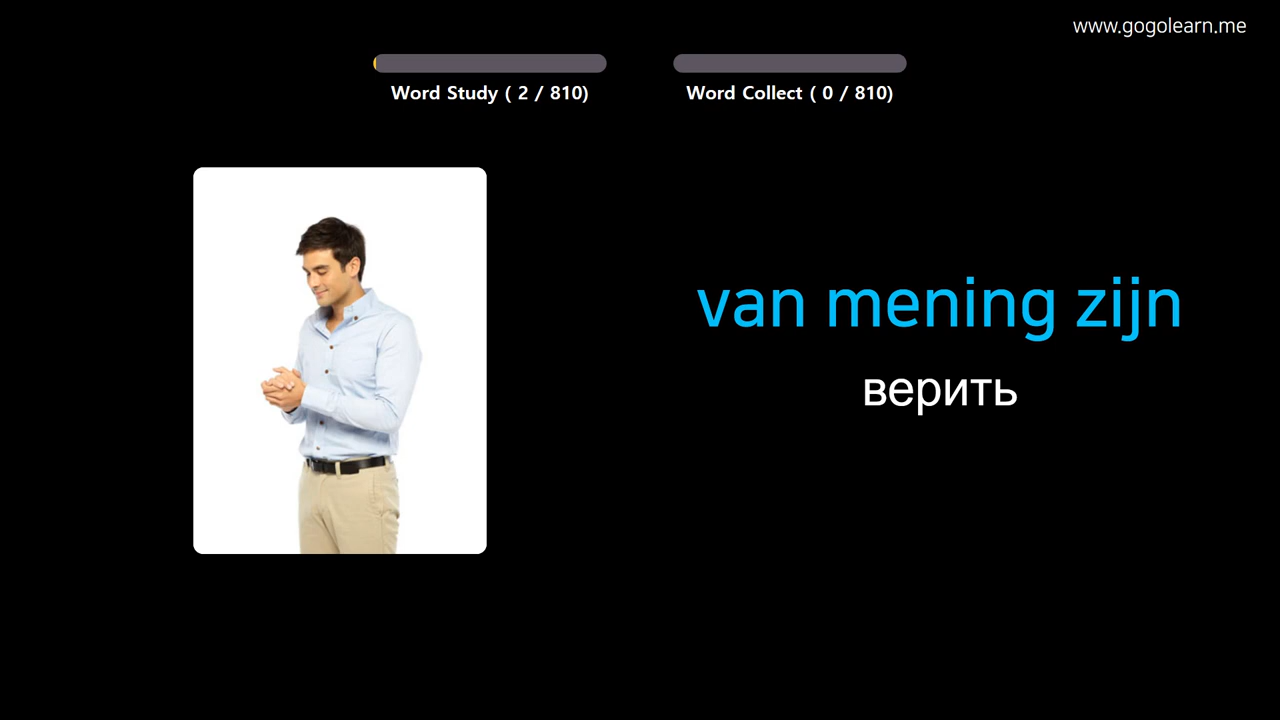 www.gogolearn.me
Word Study ( 2 / 810)
Word Collect ( 0 / 810)
van mening zijn
верить